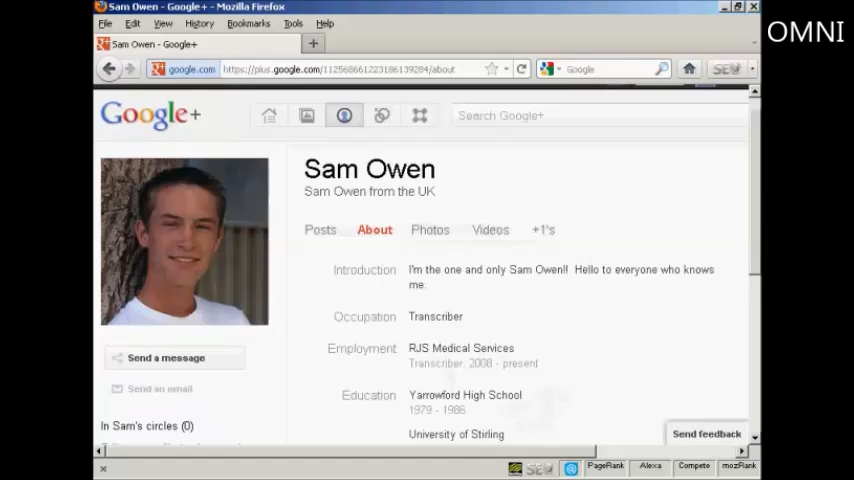 Sam Owen - Google+ - Mozilla Firefox
OMNI
File Edit View History Bookmarks Tools Help
Sam Owen - Google+
google.com https://plus.google.com/112568661223186139284/about Google
Google+ Search Google+
Sam Owen
Sam Owen from the UK
Posts About Photos Videos +1's
Introduction I'm the one and only Sam Owen!! Hello to everyone who knows
me.
Occupation Transcriber
Employment RJS Medical Services
Transcriber, 2008 - present
Send a message
Send an email
Education Yarrowford High School
1979 - 1986
In Sam's circles (0)
University of Stirling
Send feedback
PageRank Alexa Compete mozRank